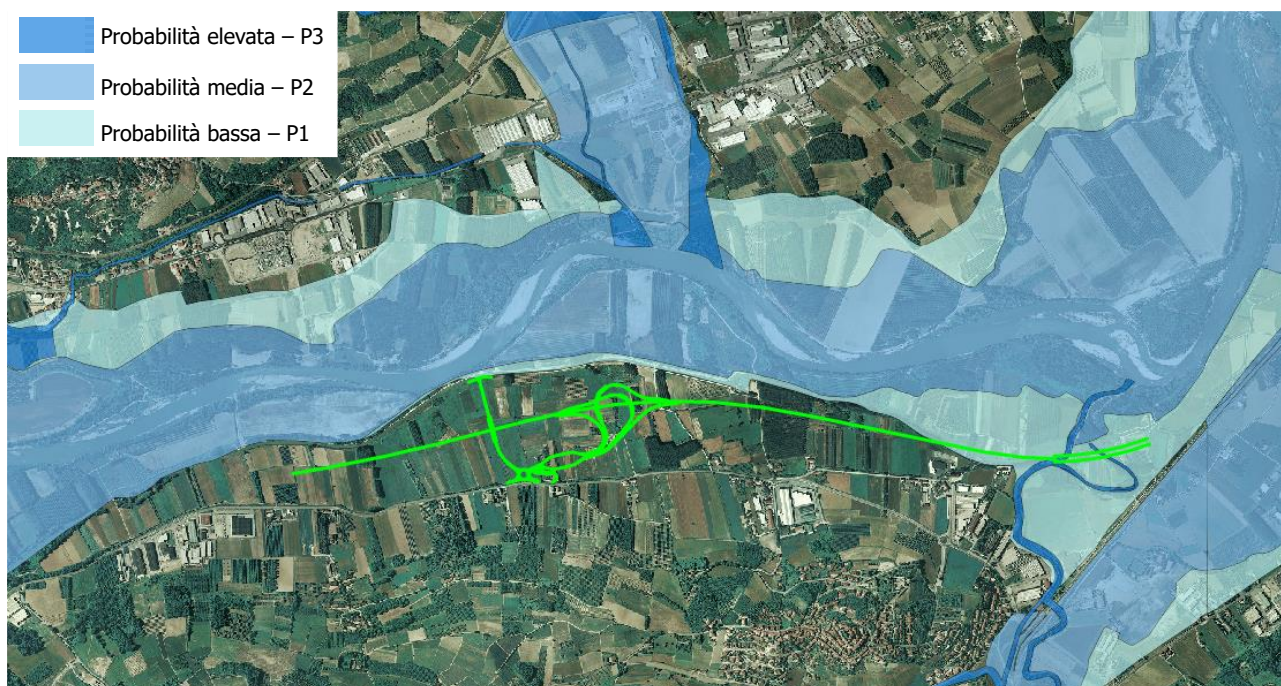 Probabilità elevata – P3
Probabilità media – P2
Probabilità bassa – P1